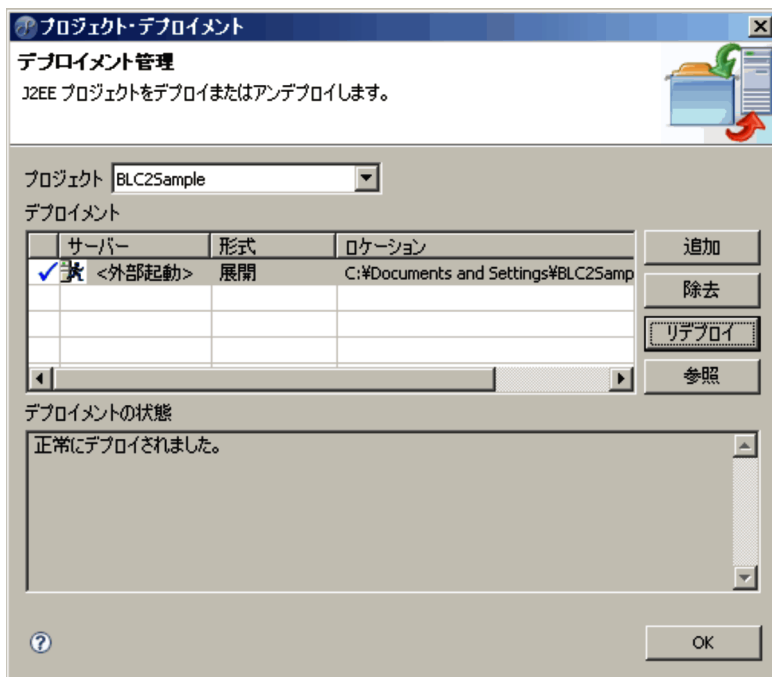 プロジェクト・デプロイメント
デプロイメント管理
J2EE プロジェクトをデプロイまたはアンデプロイします。
プロジェクト BLC2Sample
デプロイメント
サーバー 形式 ロケーション 追加
<外部起動> 展開 C:¥Documents and Settings¥BLC2Samp
除去
リデプロイ
参照
デプロイメントの状態
正常にデプロイされました。
?
OK